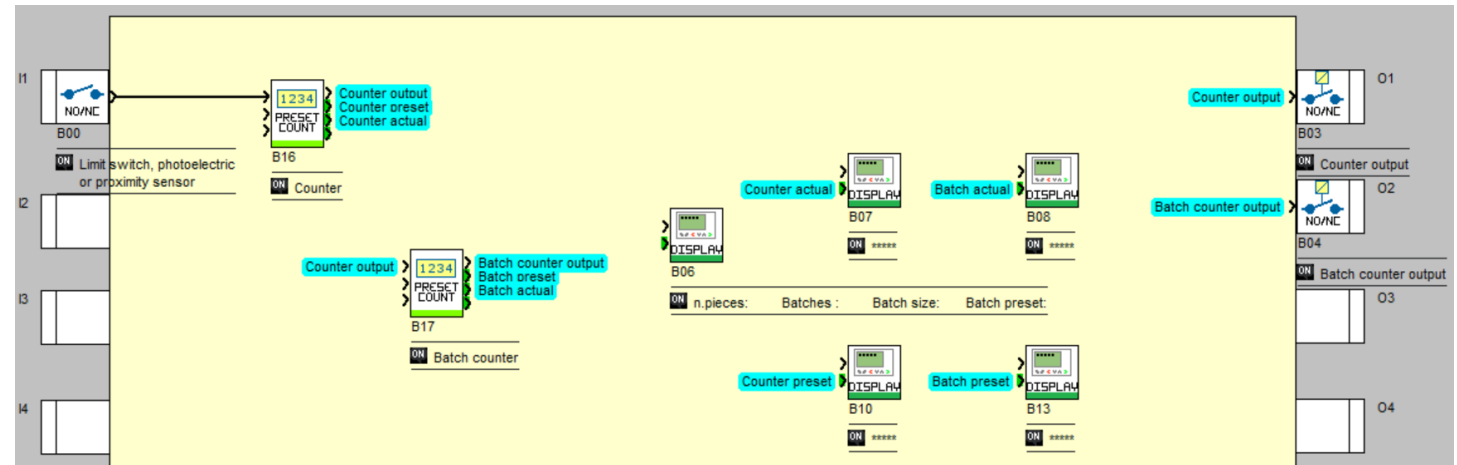 I1
NO/NC
B00
ON Limit switch, photoelectric
or proximity sensor
1234
PRESET
COUNT
B16
ON Counter
Counter output
Counter preset
Counter actual
Counter output
NO/NC
O1
B03
ON Counter output
I2
Counter actual
DISPLAY
B07
ON *****
Batch actual
DISPLAY
B08
ON *****
Batch counter output
NO/NC
O2
B04
ON Batch counter output
Counter output
1234
PRESET
COUNT
B17
ON Batch counter
Batch counter output
Batch preset
Batch actual
DISPLAY
B06
ON n.pieces: Batches : Batch size: Batch preset:
I3
O3
Counter preset
DISPLAY
B10
ON *****
Batch preset
DISPLAY
B13
ON *****
I4
O4